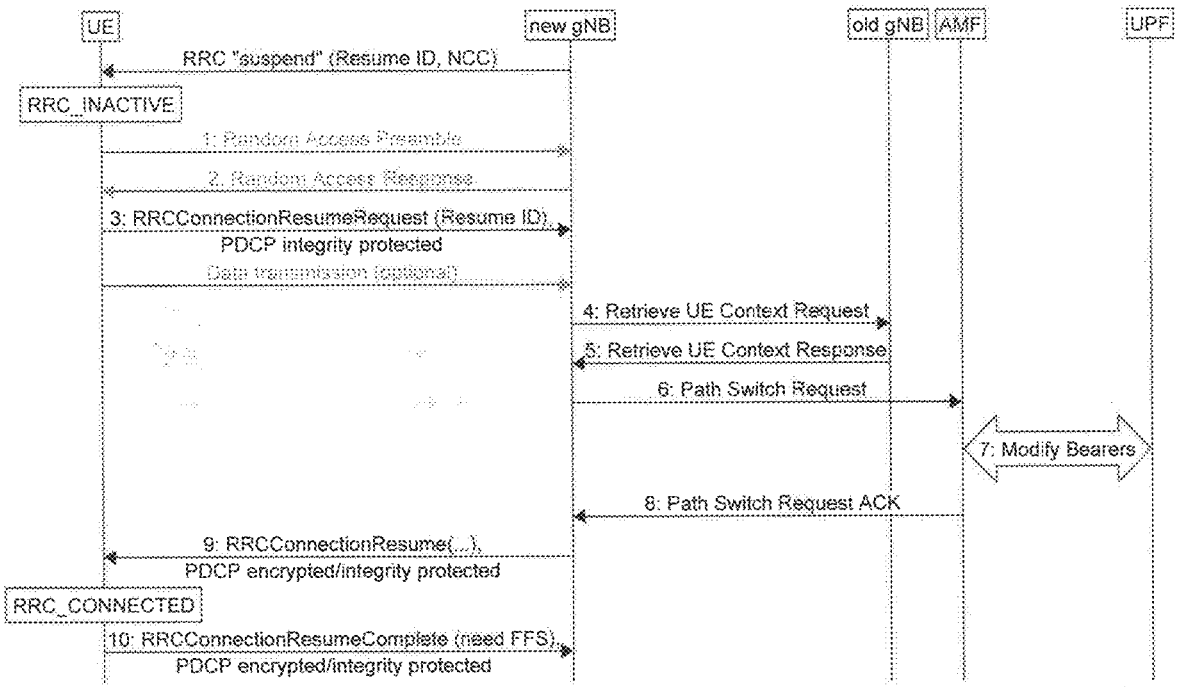 UE
new gNB
old gNB
AMF
UPF
RRC "suspend" (Resume ID, NCC)
RRC_INACTIVE
1: Random Access Preamble
2: Random Access Response
3: RRCConnectionResumeRequest (Resume ID),
PDCP integrity protected
Data transmission (optional)
4: Retrieve UE Context Request
5: Retrieve UE Context Response
6: Path Switch Request
7: Modify Bearers
8: Path Switch Request ACK
9: RRCConnectionResume(...),
PDCP encrypted/integrity protected
RRC_CONNECTED
10: RRCConnectionResumeComplete (need FFS),
PDCP encrypted/integrity protected